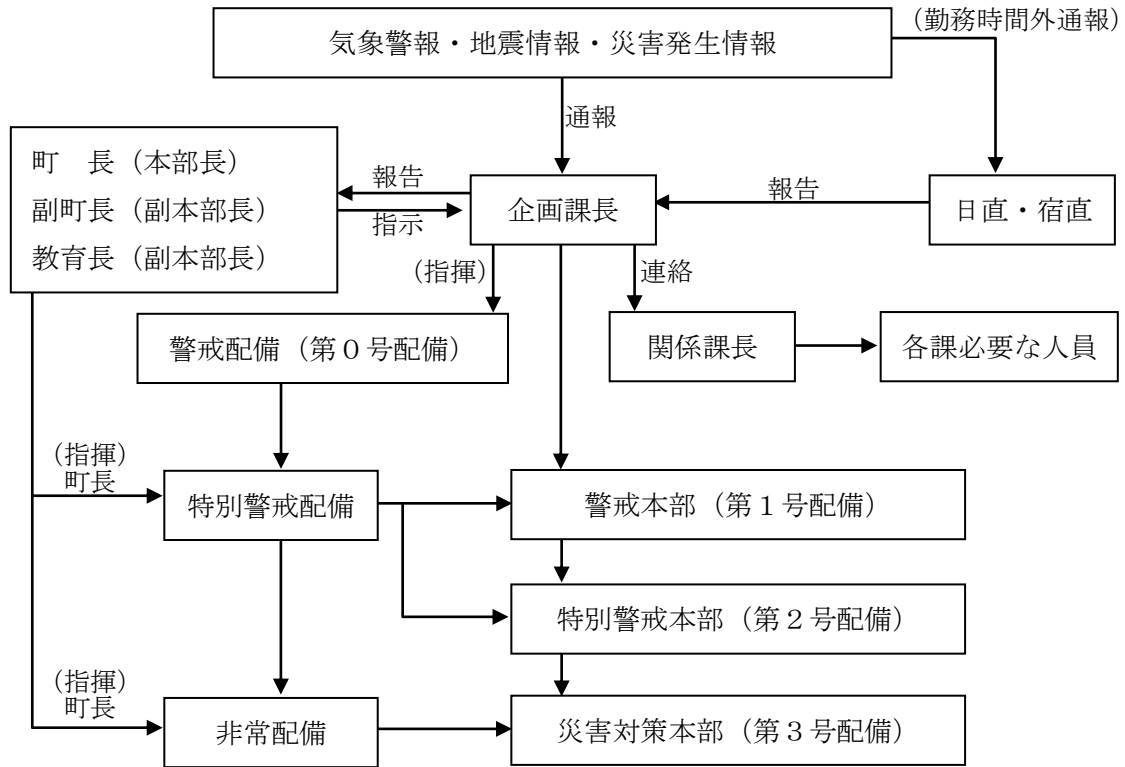 (勤務時間外通報)
気象警報・地震情報・災害発生情報
通報
町　長（本部長）
副町長（副本部長）
教育長（副本部長）
報告
指示
企画課長
報告
日直・宿直
(指揮)
連絡
警戒配備（第０号配備）
関係課長
各課必要な人員
(指揮)
町長
特別警戒配備
警戒本部（第１号配備）
特別警戒本部（第２号配備）
(指揮)
町長
非常配備
災害対策本部（第３号配備）